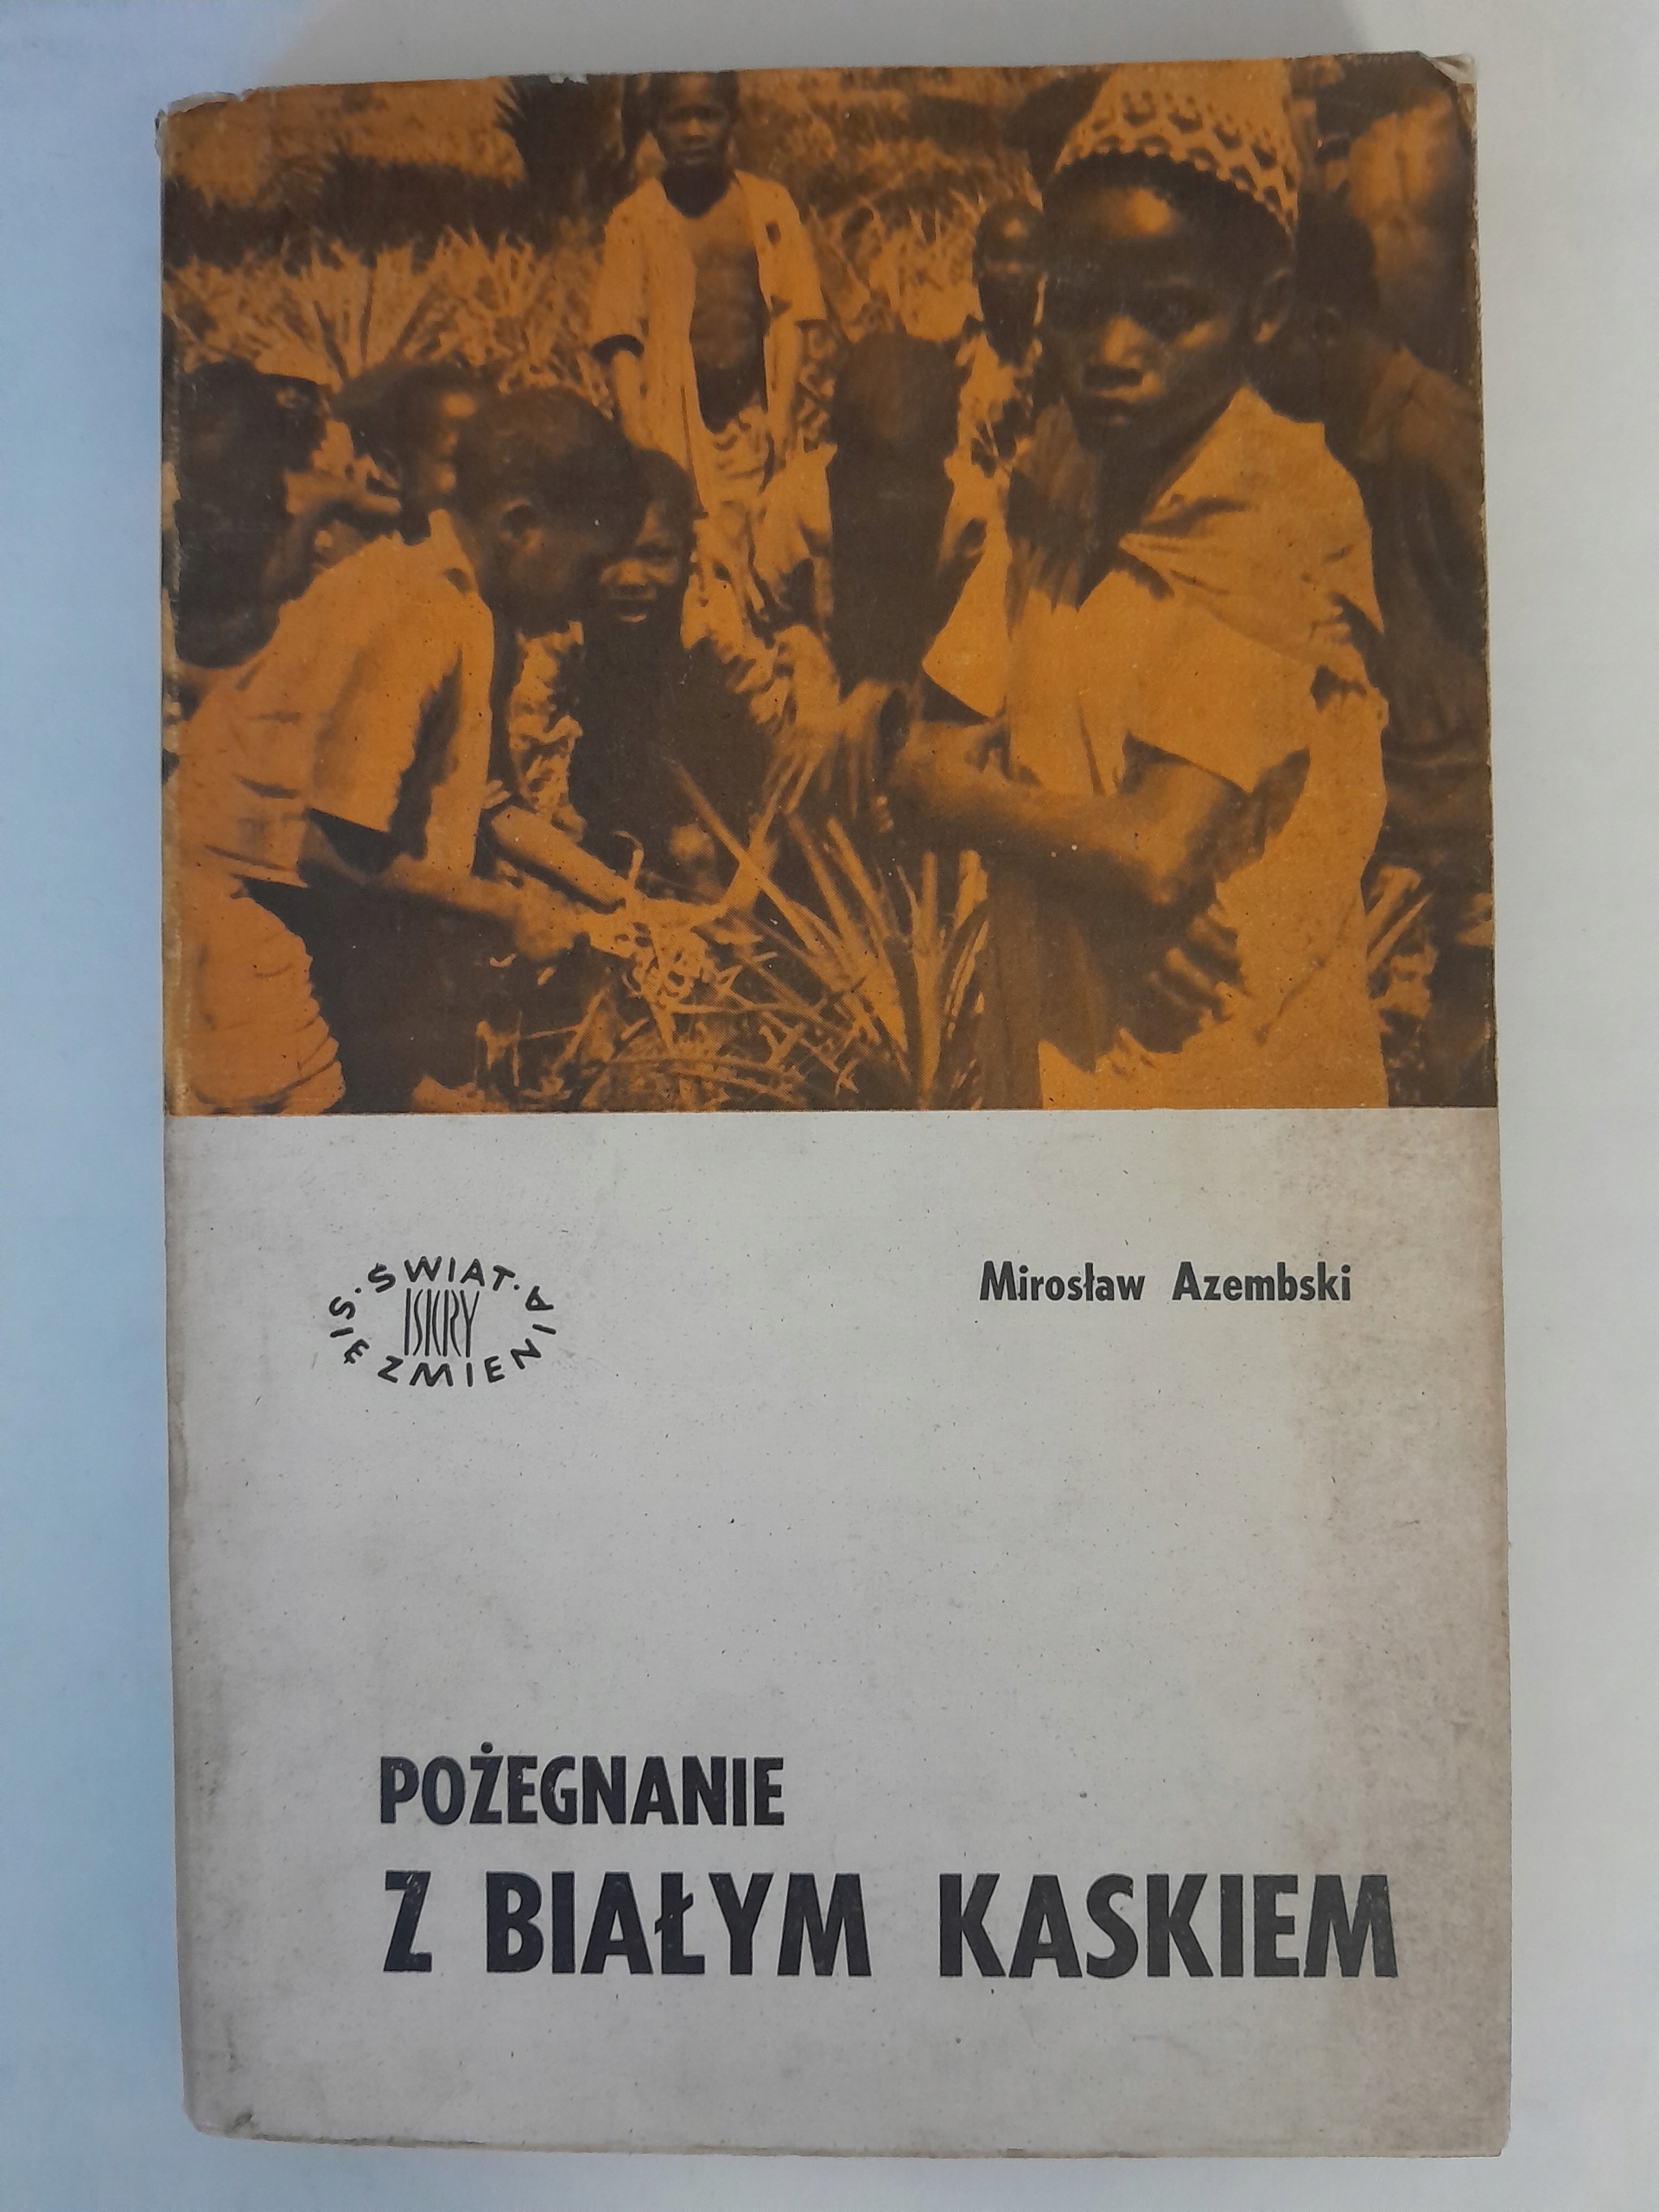 ŚWIAT SIĘ ZMIENIA
ISKRY
Mirosław Azembski
POŻEGNANIE
Z BIAŁYM KASKIEM